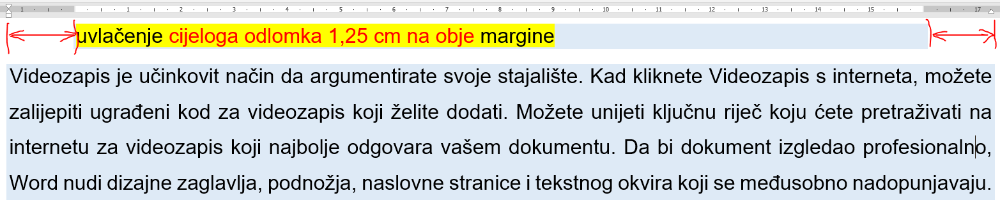 1 1 2 3 4 5 6 7 8 9 10 11 12 13 14 15 17
uvlačenje cijeloga odlomka 1,25 cm na obje margine
Videozapis je učinkovit način da argumentirate svoje stajalište. Kad kliknete Videozapis s interneta, možete
zalijepiti ugrađeni kod za videozapis koji želite dodati. Možete unijeti ključnu riječ koju ćete pretraživati na
internetu za videozapis koji najbolje odgovara vašem dokumentu. Da bi dokument izgledao profesionalno,
Word nudi dizajne zaglavlja, podnožja, naslovne stranice i tekstnog okvira koji se međusobno nadopunjavaju.